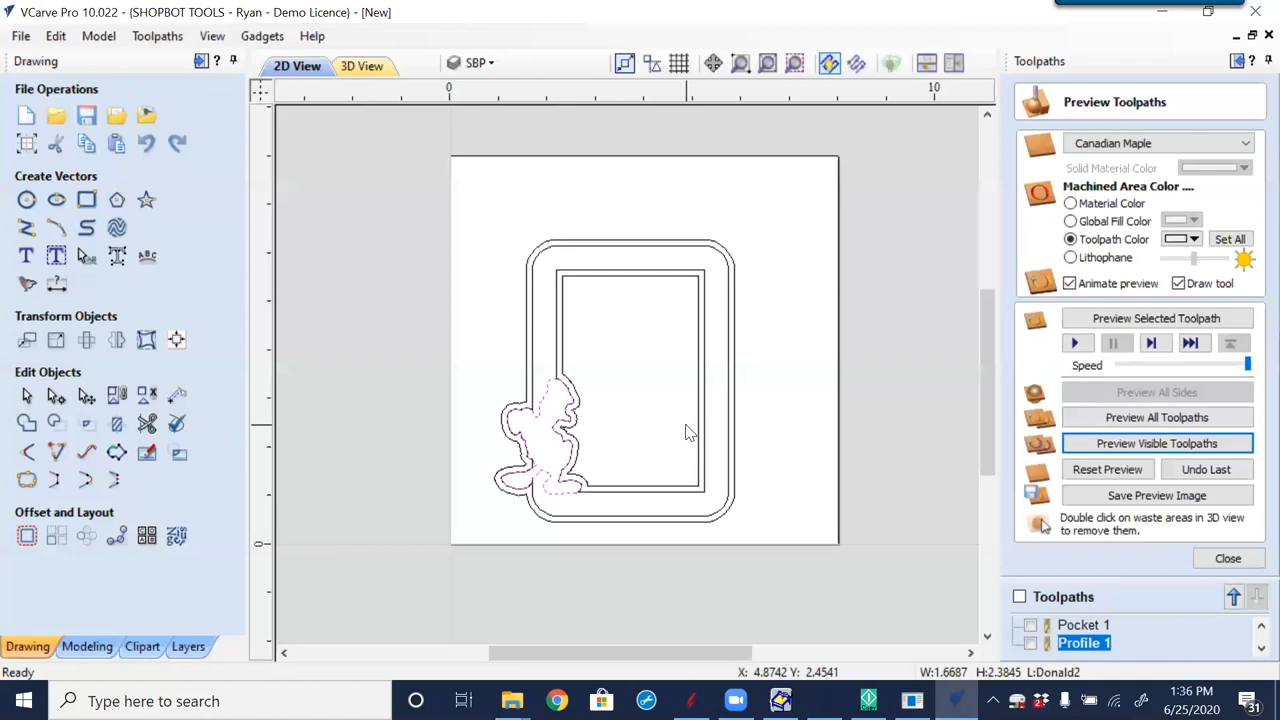 VCarve Pro 10.022 - {SHOPBOT TOOLS - Ryan - Demo Licence} - [New]
File Edit Model Toolpaths View Gadgets Help
Drawing
File Operations
Create Vectors
Transform Objects
Edit Objects
Offset and Layout
Drawing Modeling Clipart Layers
Ready
2D View 3D View SBP
0 10
0
Toolpaths
Preview Toolpaths
Canadian Maple
Solid Material Color
Machined Area Color ....
Material Color
Global Fill Color
Toolpath Color Set All
Lithophane
Animate preview Draw tool
Preview Selected Toolpath
Speed
Preview All Sides
Preview All Toolpaths
Preview Visible Toolpaths
Reset Preview Undo Last
Save Preview Image
Double click on waste areas in 3D view
to remove them.
Close
Toolpaths
Pocket 1
Profile 1
X: 4.8742 Y: 2.4541 W:1.6687 H:2.3845 L:Donald2
Type here to search
1:36 PM
6/25/2020
31